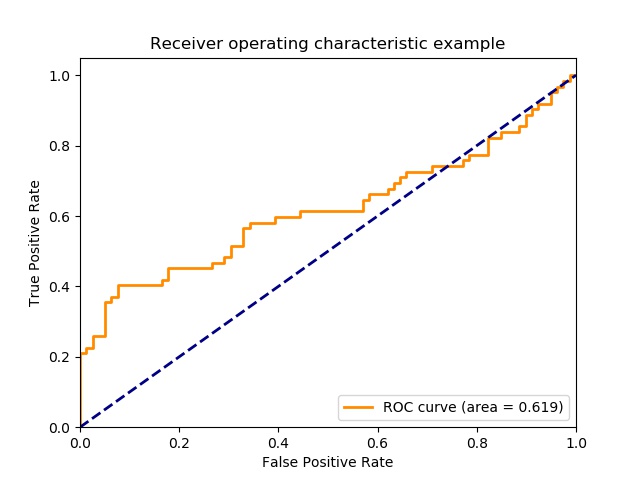 Receiver operating characteristic example
1.0
0.8
0.6
0.4
0.2
0.0
True Positive Rate
ROC curve (area = 0.619)
0.0 0.2 0.4 0.6 0.8 1.0
False Positive Rate